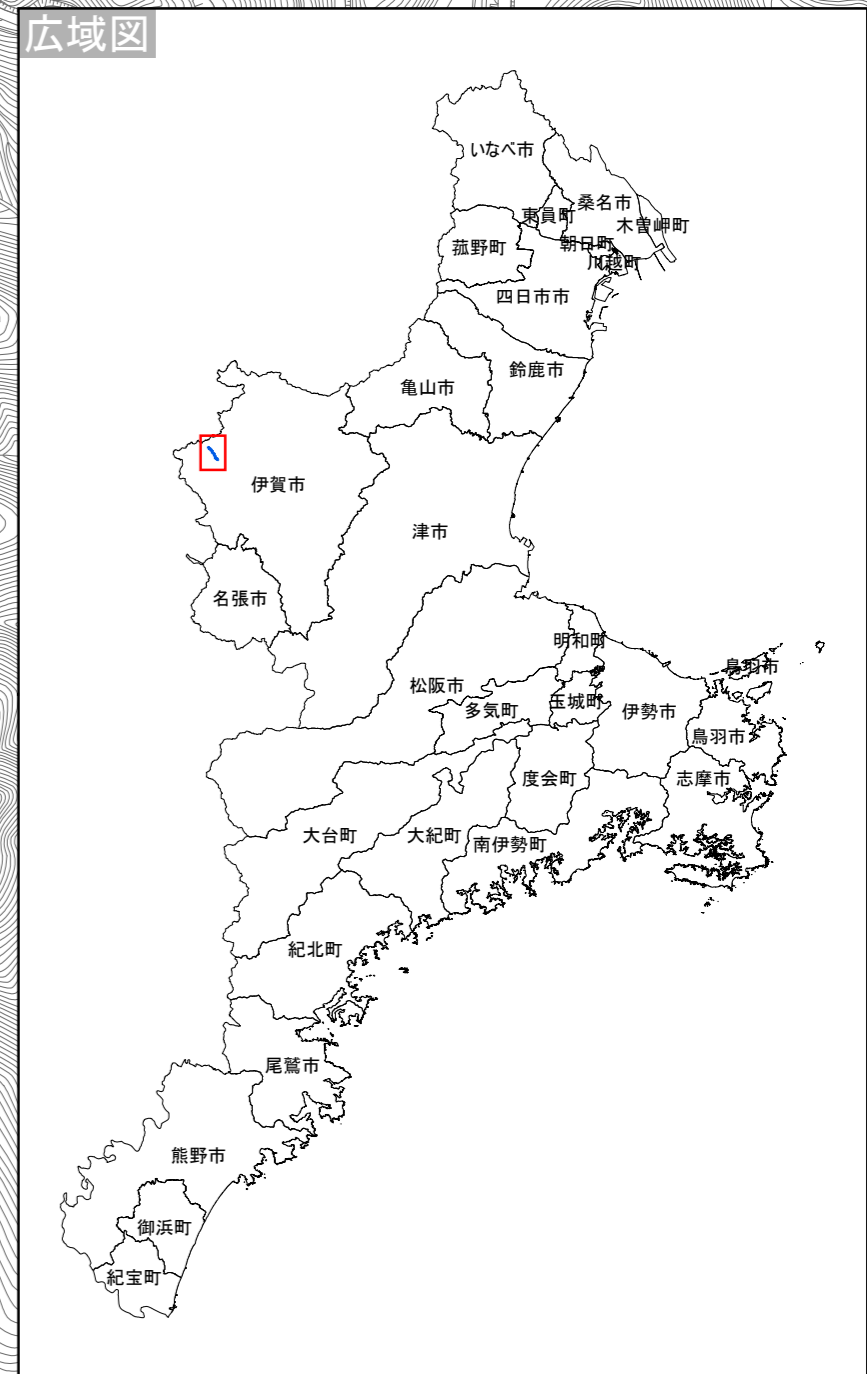 広域図
いなべ市
桑名市
東員町
木曽岬町
朝日町
川越町
菰野町
四日市市
鈴鹿市
亀山市
伊賀市
津市
名張市
明和町
鳥羽市
松阪市
玉城町
多気町
伊勢市
鳥羽市
度会町
志摩市
大台町
大紀町
南伊勢町
紀北町
尾鷲市
熊野市
御浜町
紀宝町